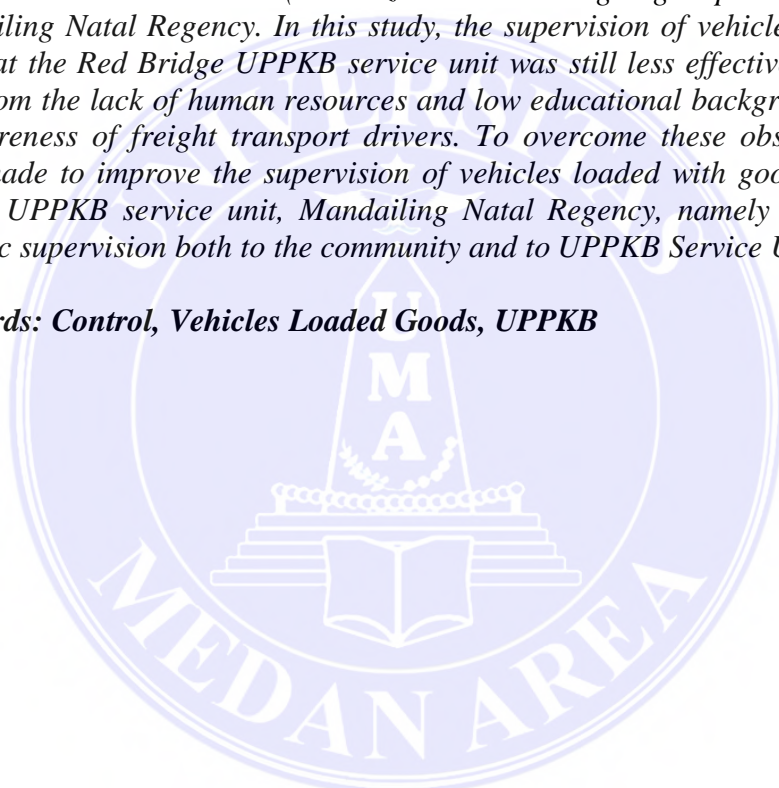 iling Natal Regency. In this study, the supervision of vehicle
at the Red Bridge UPPKB service unit was still less effective
om the lack of human resources and low educational backgr
reness of freight transport drivers. To overcome these obs
ade to improve the supervision of vehicles loaded with goo
UPPKB service unit, Mandailing Natal Regency, namely
c supervision both to the community and to UPPKB Service U
rds: Control, Vehicles Loaded Goods, UPPKB
UNIVERSITAS
U
M
A
MEDAN AREA